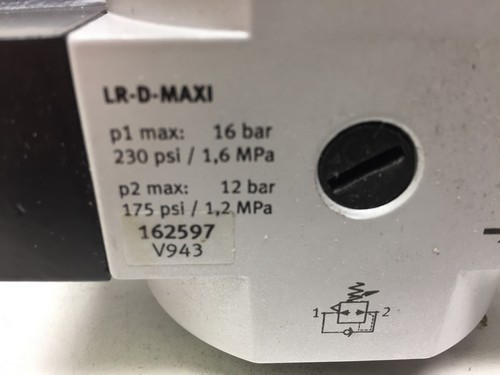 LR-D-MAXI
p1 max: 16 bar
230 psi / 1,6 MPa
p2 max: 12 bar
175 psi / 1,2 MPa
162597
V943
1 2